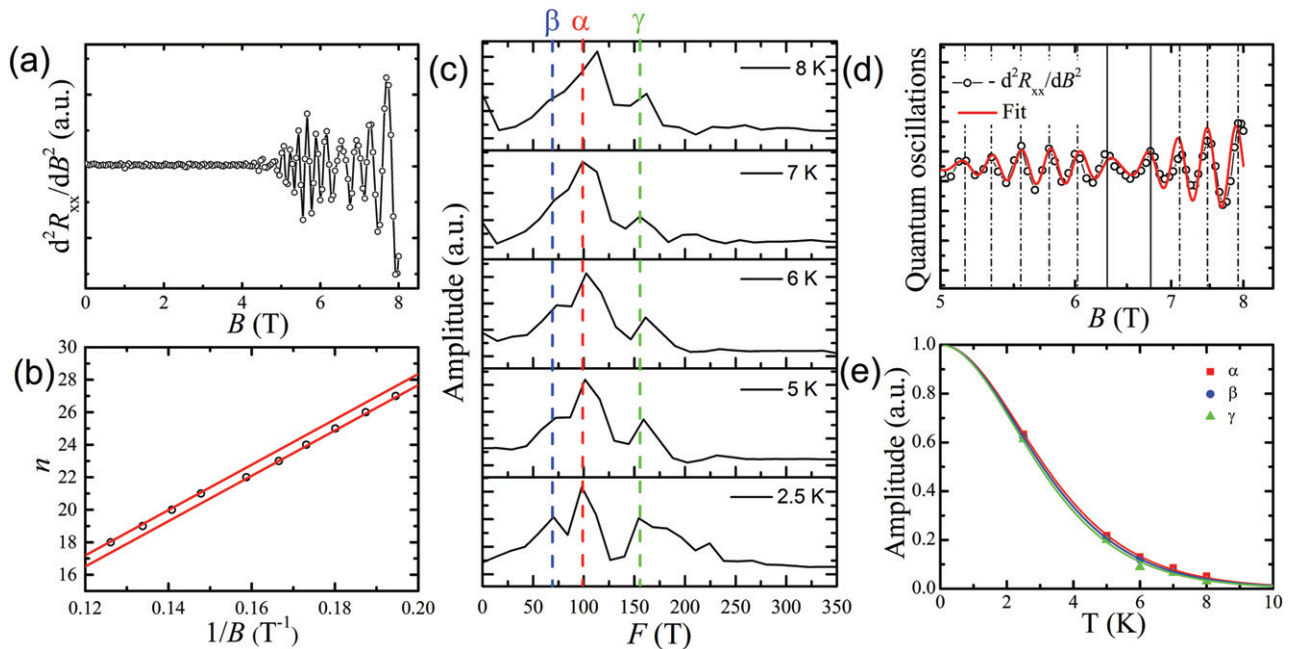 (a)
d²Rxx/dB² (a.u.)
0 2 4 6 8
B (T)
(b)
n
30
28
26
24
22
20
18
16
0.12 0.14 0.16 0.18 0.20
1/B (T⁻¹)
(c)
β α γ
8 K
7 K
6 K
5 K
2.5 K
Amplitude (a.u.)
0 50 100 150 200 250 300 350
F (T)
(d)
d²Rxx/dB²
Fit
Quantum oscillations
5 6 7 8
B (T)
(e)
α
β
γ
Amplitude (a.u.)
1.0
0.8
0.6
0.4
0.2
0.0
0 2 4 6 8 10
T (K)